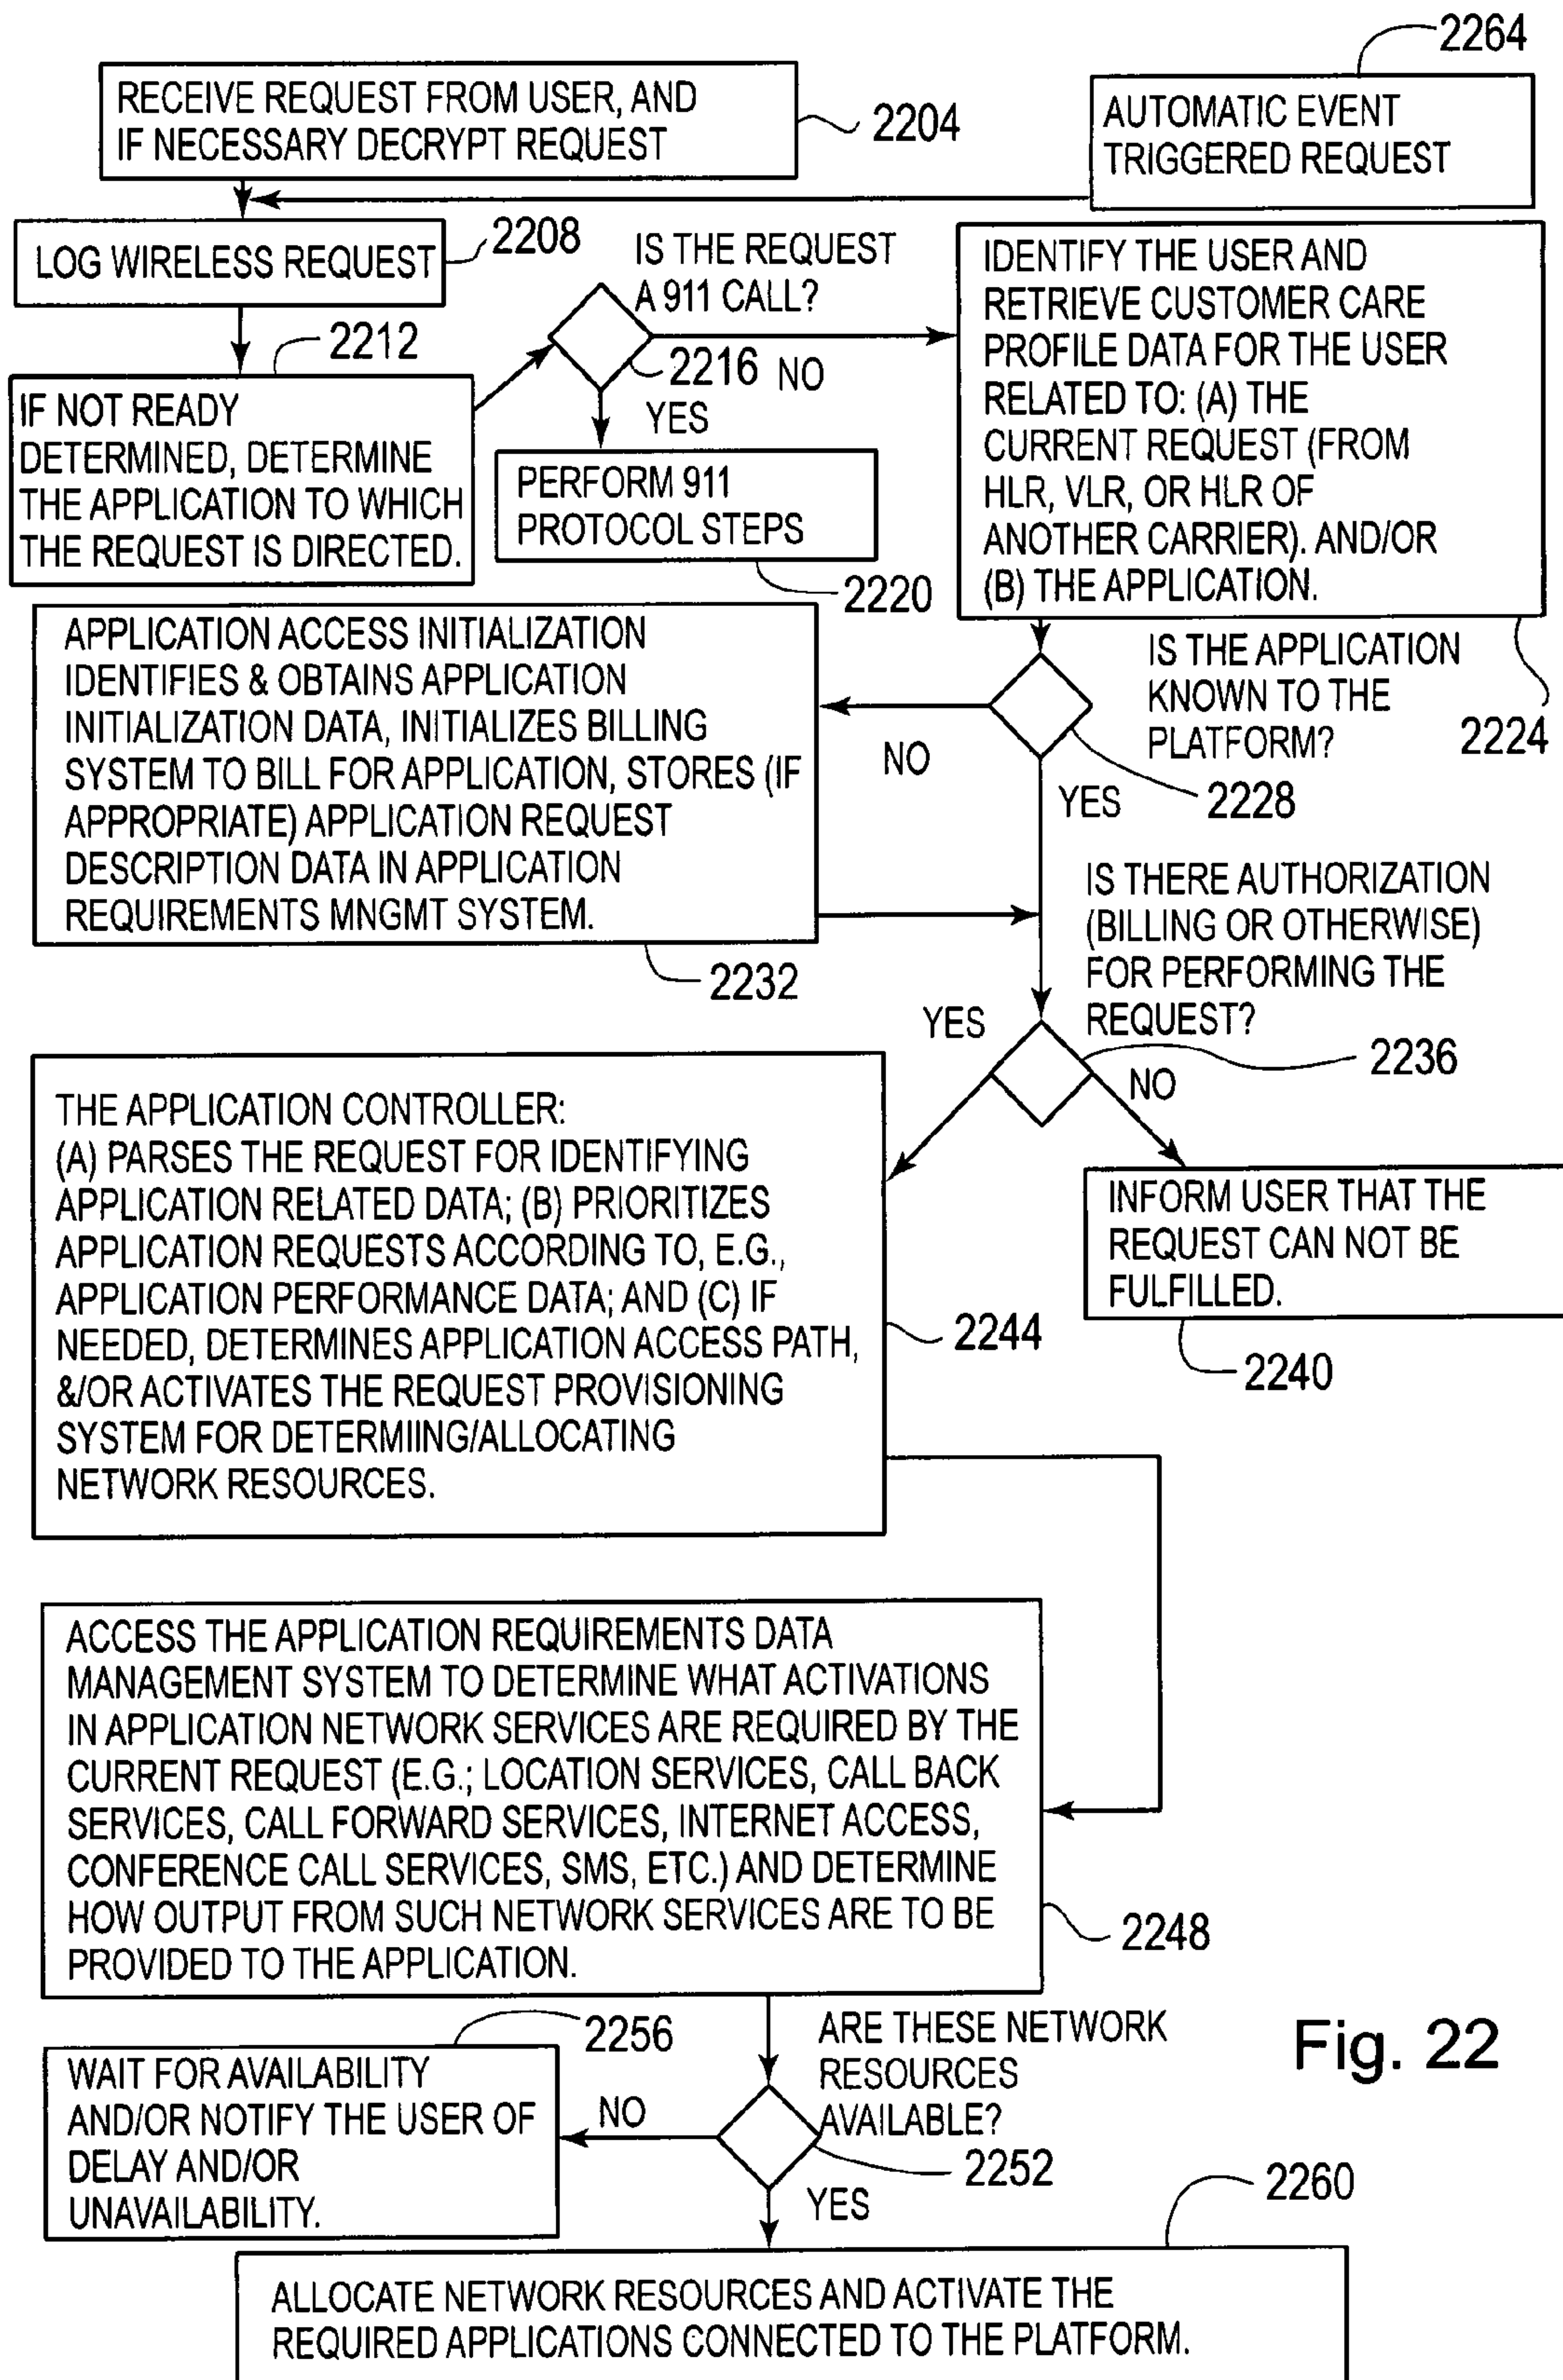 2264
RECEIVE REQUEST FROM USER, AND
IF NECESSARY DECRYPT REQUEST
2204
AUTOMATIC EVENT
TRIGGERED REQUEST
LOG WIRELESS REQUEST
2208
IS THE REQUEST
A 911 CALL?
2212
2216
NO
YES
IF NOT READY
DETERMINED, DETERMINE
THE APPLICATION TO WHICH
THE REQUEST IS DIRECTED.
PERFORM 911
PROTOCOL STEPS
2220
IDENTIFY THE USER AND
RETRIEVE CUSTOMER CARE
PROFILE DATA FOR THE USER
RELATED TO: (A) THE
CURRENT REQUEST (FROM
HLR, VLR, OR HLR OF
ANOTHER CARRIER). AND/OR
(B) THE APPLICATION.
2224
IS THE APPLICATION
KNOWN TO THE
PLATFORM?
NO
YES
2228
APPLICATION ACCESS INITIALIZATION
IDENTIFIES & OBTAINS APPLICATION
INITIALIZATION DATA, INITIALIZES BILLING
SYSTEM TO BILL FOR APPLICATION, STORES (IF
APPROPRIATE) APPLICATION REQUEST
DESCRIPTION DATA IN APPLICATION
REQUIREMENTS MNGMT SYSTEM.
2232
IS THERE AUTHORIZATION
(BILLING OR OTHERWISE)
FOR PERFORMING THE
REQUEST?
YES
2236
NO
THE APPLICATION CONTROLLER:
(A) PARSES THE REQUEST FOR IDENTIFYING
APPLICATION RELATED DATA; (B) PRIORITIZES
APPLICATION REQUESTS ACCORDING TO, E.G.,
APPLICATION PERFORMANCE DATA; AND (C) IF
NEEDED, DETERMINES APPLICATION ACCESS PATH,
&/OR ACTIVATES THE REQUEST PROVISIONING
SYSTEM FOR DETERMIING/ALLOCATING
NETWORK RESOURCES.
2244
INFORM USER THAT THE
REQUEST CAN NOT BE
FULFILLED.
2240
ACCESS THE APPLICATION REQUIREMENTS DATA
MANAGEMENT SYSTEM TO DETERMINE WHAT ACTIVATIONS
IN APPLICATION NETWORK SERVICES ARE REQUIRED BY THE
CURRENT REQUEST (E.G.; LOCATION SERVICES, CALL BACK
SERVICES, CALL FORWARD SERVICES, INTERNET ACCESS,
CONFERENCE CALL SERVICES, SMS, ETC.) AND DETERMINE
HOW OUTPUT FROM SUCH NETWORK SERVICES ARE TO BE
PROVIDED TO THE APPLICATION.
2248
2256
ARE THESE NETWORK
RESOURCES
AVAILABLE?
Fig. 22
WAIT FOR AVAILABILITY
AND/OR NOTIFY THE USER OF
DELAY AND/OR
UNAVAILABILITY.
NO
2252
YES
2260
ALLOCATE NETWORK RESOURCES AND ACTIVATE THE
REQUIRED APPLICATIONS CONNECTED TO THE PLATFORM.